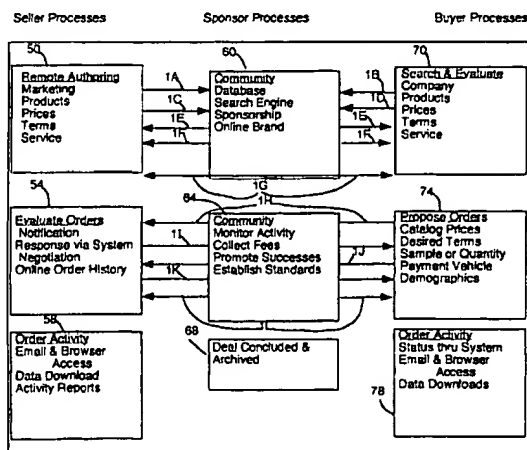 Seller Processes
Sponsor Processes
Buyer Processes
50
60
70
Remote Authoring
Marketing
Products
Prices
Terms
Service
1A
1C
1E
1F
Community
Database
Search Engine
Sponsorship
Online Brand
1B
1D
1E
1F
Search & Evaluate
Company
Products
Prices
Terms
Service
1G
1H
54
64
74
Evaluate Orders
Notification
Response via System
Negotiation
Online Order History
1I
1K
Community
Monitor Activity
Collect Fees
Promote Successes
Establish Standards
1J
Propose Orders
Catalog Prices
Desired Terms
Sample or Quantity
Payment Vehicle
Demographics
58
68
78
Order Activity
Email & Browser
Access
Data Download
Activity Reports
Deal Concluded &
Archived
Order Activity
Status thru System
Email & Browser
Access
Data Downloads